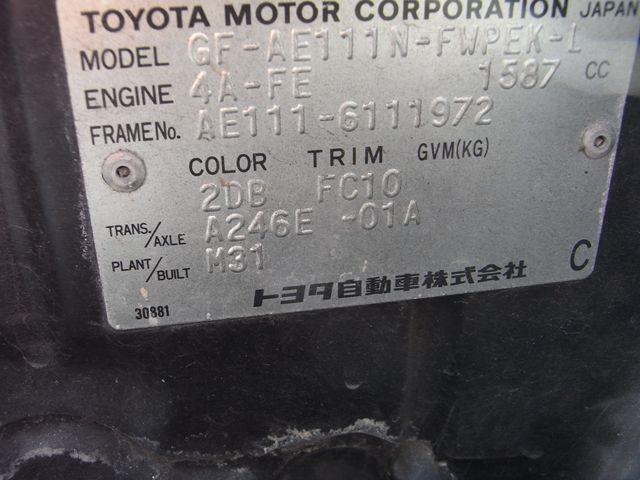 TOYOTA MOTOR CORPORATION JAPAN
MODEL GF-AE111N-FWPEK-L
ENGINE 4A-FE 1587 CC
FRAME No. AE111-6111972
COLOR TRIM GVM(KG)
2DB FC10
TRANS./AXLE A246E -01A
PLANT/BUILT M31
トヨタ自動車株式会社 C
30881